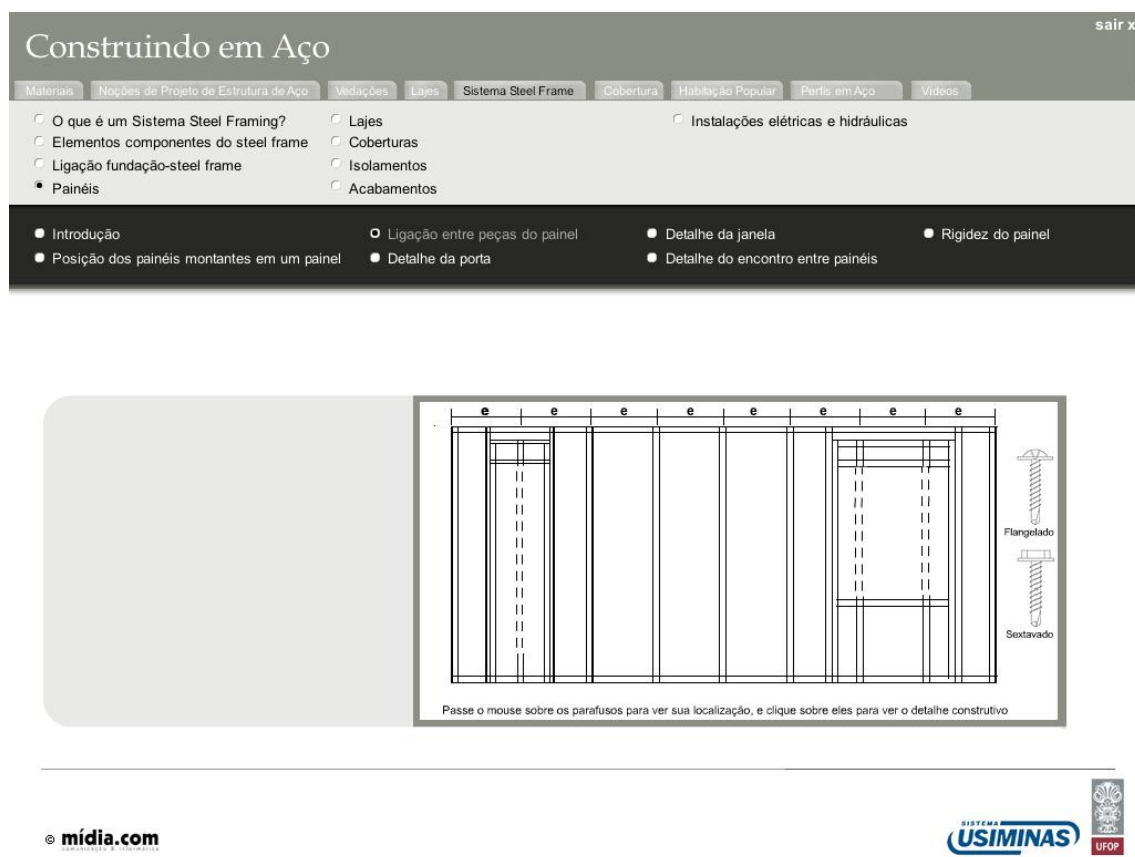 sair x
Construindo em Aço
Materiais Noções de Projeto de Estrutura de Aço Vedações Lajes Sistema Steel Frame Cobertura Habitação Popular Perfis em Aço Vídeos
O que é um Sistema Steel Framing? Lajes Instalações elétricas e hidráulicas
Elementos componentes do steel frame Coberturas
Ligação fundação-steel frame Isolamentos
Painéis Acabamentos
Introdução Ligação entre peças do painel Detalhe da janela Rigidez do painel
Posição dos painéis montantes em um painel Detalhe da porta Detalhe do encontro entre painéis
e e e e e e e e
Flangelado
Sextavado
Passe o mouse sobre os parafusos para ver sua localização, e clique sobre eles para ver o detalhe construtivo
© mídia.com
comunicação & informática
SISTEMA
USIMINAS
UFOP